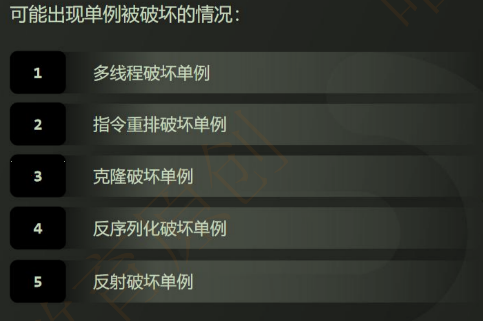 可能出现单例被破坏的情况：
1 多线程破坏单例
2 指令重排破坏单例
3 克隆破坏单例
4 反序列化破坏单例
5 反射破坏单例